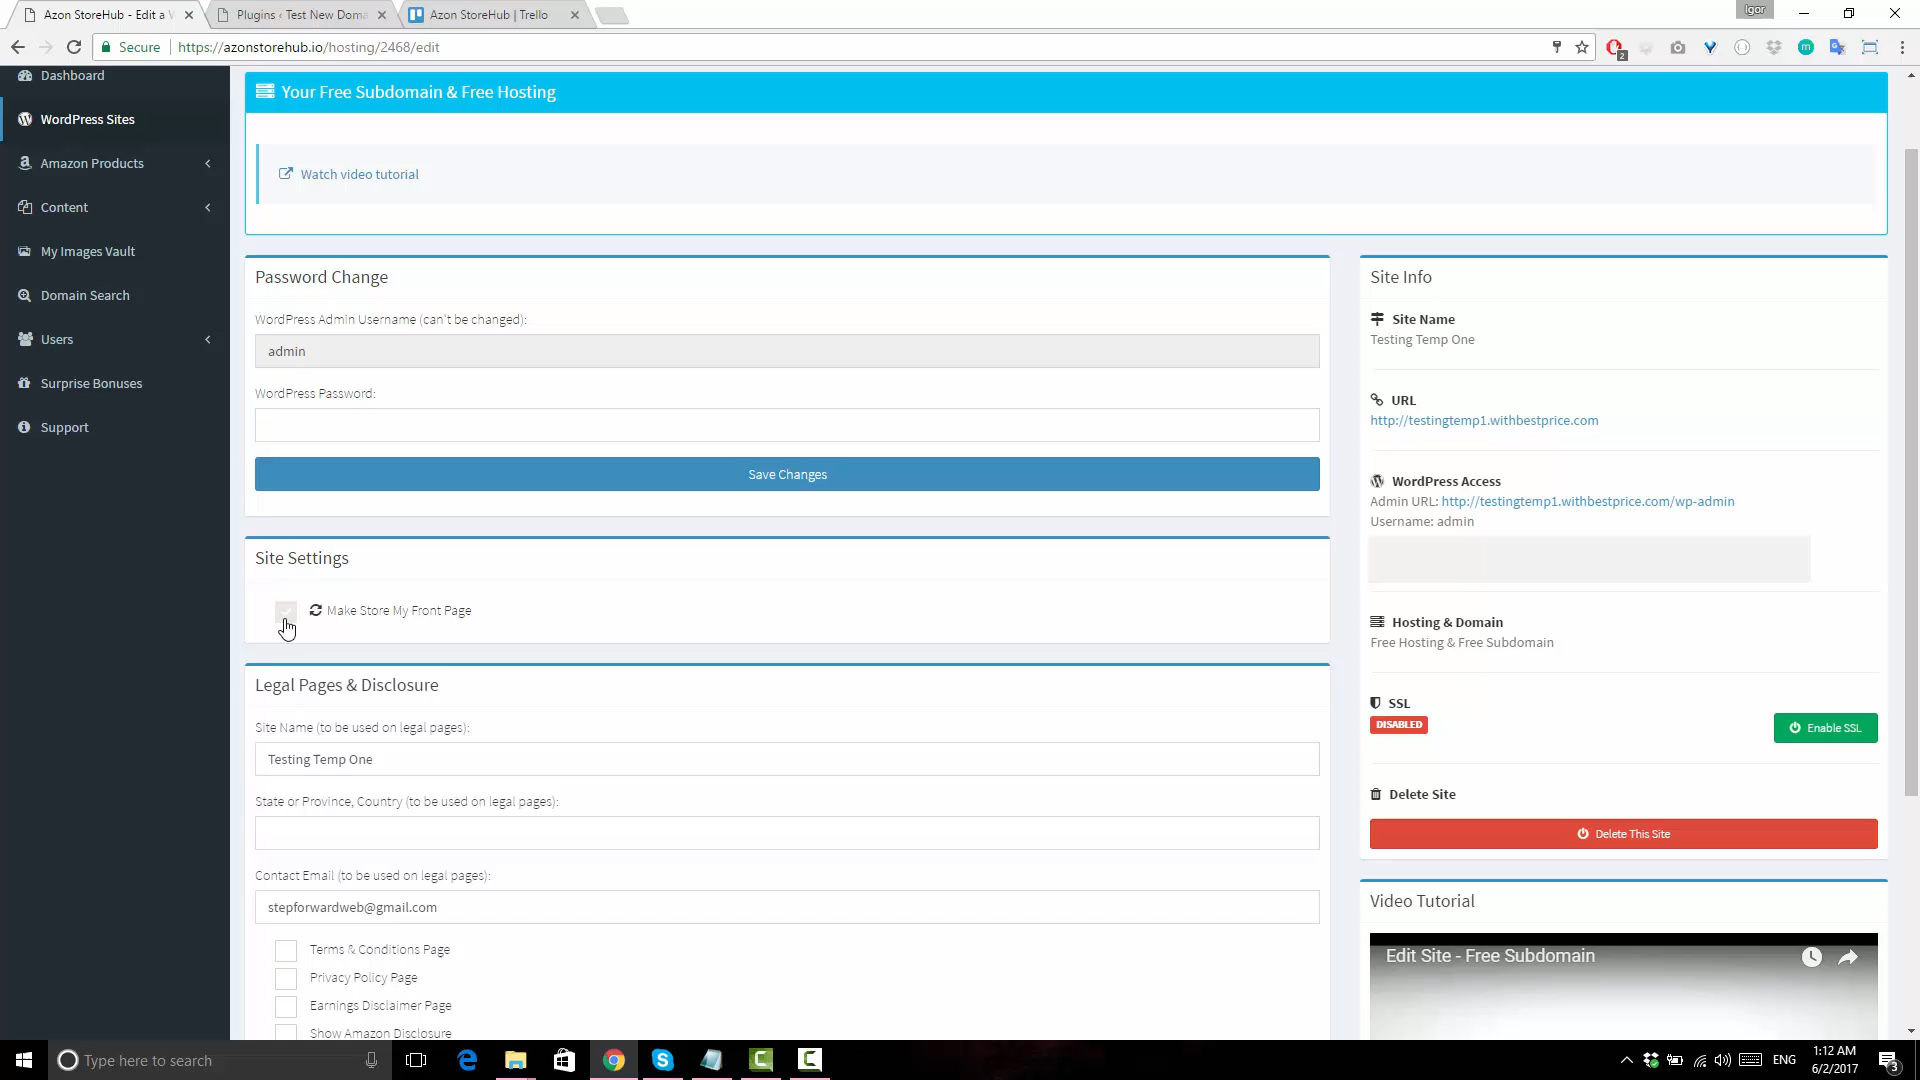 Azon StoreHub - Edit a W
Plugins ‹ Test New Doma
Azon StoreHub | Trello
Igor
Secure
https://azonstorehub.io/hosting/2468/edit
2
m
Dashboard
WordPress Sites
Amazon Products
Content
My Images Vault
Domain Search
Users
Surprise Bonuses
Support
Your Free Subdomain & Free Hosting
Watch video tutorial
Password Change
WordPress Admin Username (can't be changed):
admin
WordPress Password:
Save Changes
Site Settings
Make Store My Front Page
Legal Pages & Disclosure
Site Name (to be used on legal pages):
Testing Temp One
State or Province, Country (to be used on legal pages):
Contact Email (to be used on legal pages):
stepforwardweb@gmail.com
Terms & Conditions Page
Privacy Policy Page
Earnings Disclaimer Page
Show Amazon Disclosure
Site Info
Site Name
Testing Temp One
URL
http://testingtemp1.withbestprice.com
WordPress Access
Admin URL: http://testingtemp1.withbestprice.com/wp-admin
Username: admin
Hosting & Domain
Free Hosting & Free Subdomain
SSL
DISABLED
Enable SSL
Delete Site
Delete This Site
Video Tutorial
Edit Site - Free Subdomain
Type here to search
ENG
1:12 AM
6/2/2017
3